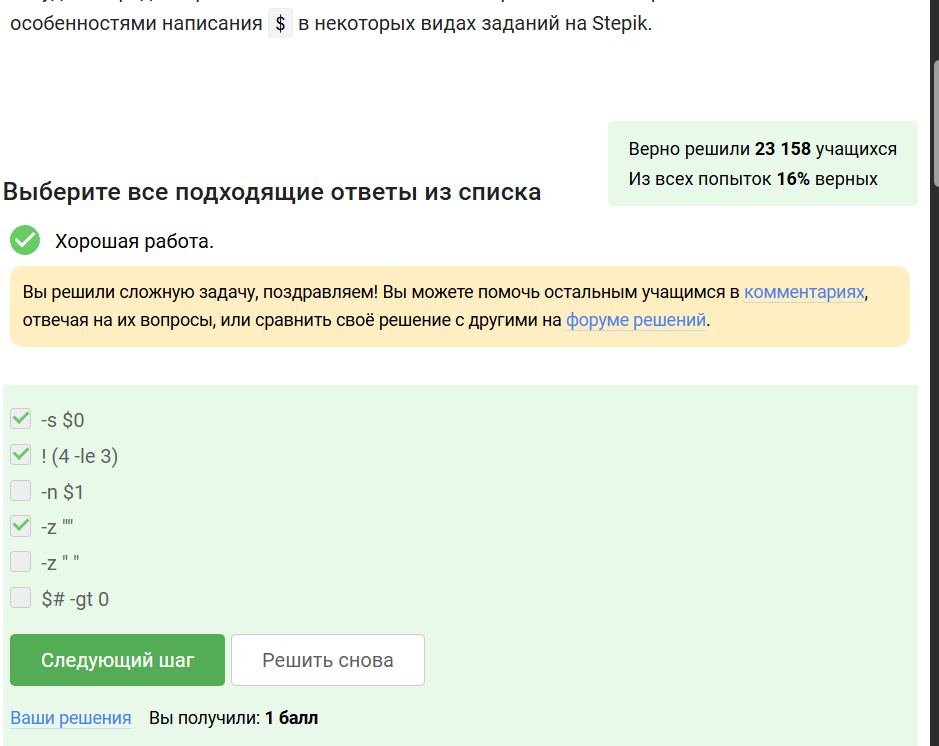 особенностями написания $ в некоторых видах заданий на Stepik.
Верно решили 23 158 учащихся
Из всех попыток 16% верных
Выберите все подходящие ответы из списка
Хорошая работа.
Вы решили сложную задачу, поздравляем! Вы можете помочь остальным учащимся в комментариях,
отвечая на их вопросы, или сравнить своё решение с другими на форуме решений.
-s $0
! (4 -le 3)
-n $1
-z ""
-z " "
$# -gt 0
Следующий шаг
Решить снова
Ваши решения Вы получили: 1 балл